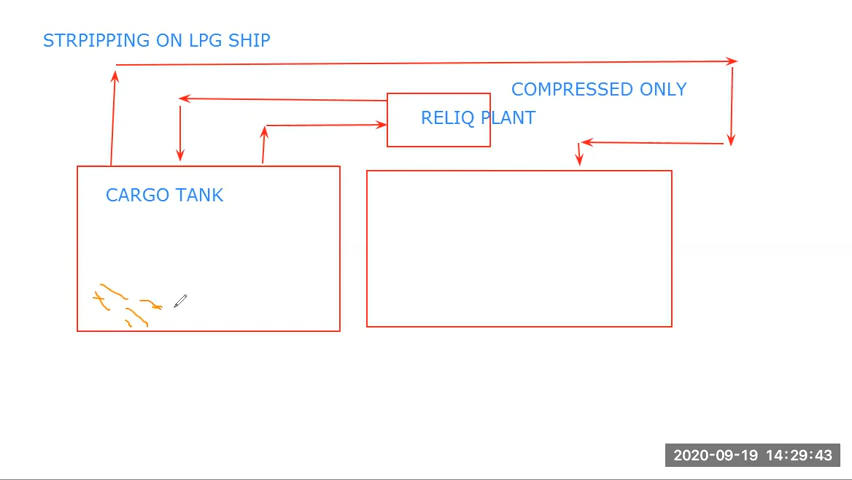 STRPIPPING ON LPG SHIP
COMPRESSED ONLY
RELIQ PLANT
CARGO TANK
2020-09-19 14:29:43